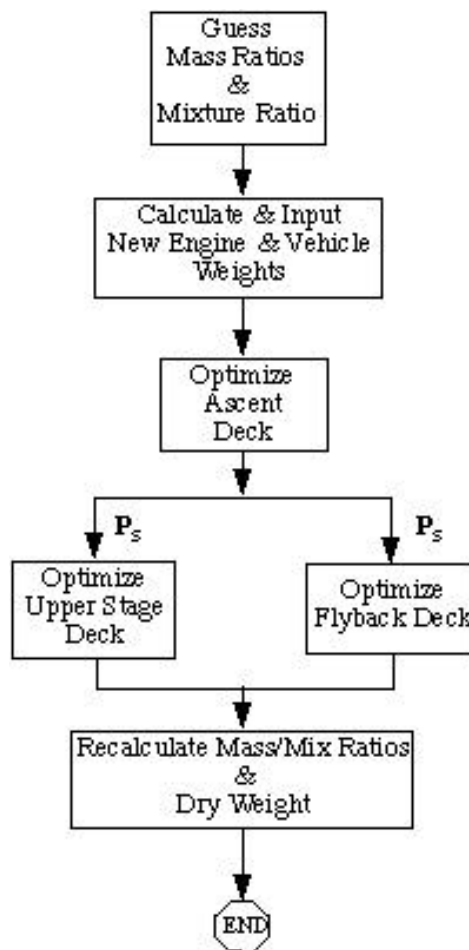 Guess
Mass Ratios
&
Mixture Ratio
Calculate & Input
New Engine & Vehicle
Weights
Optimize
Ascent
Deck
Ps
Ps
Optimize
Upper Stage
Deck
Optimize
Flyback Deck
Recalculate Mass/Mix Ratios
&
Dry Weight
END